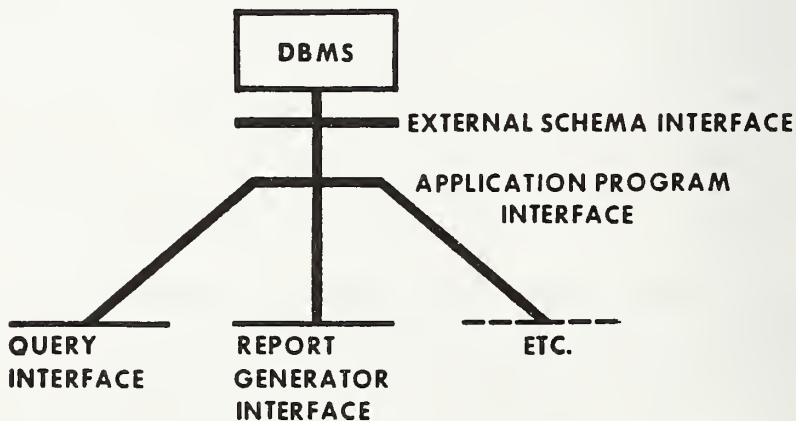 DBMS
EXTERNAL SCHEMA INTERFACE
APPLICATION PROGRAM
INTERFACE
QUERY
INTERFACE
REPORT
GENERATOR
INTERFACE
ETC.